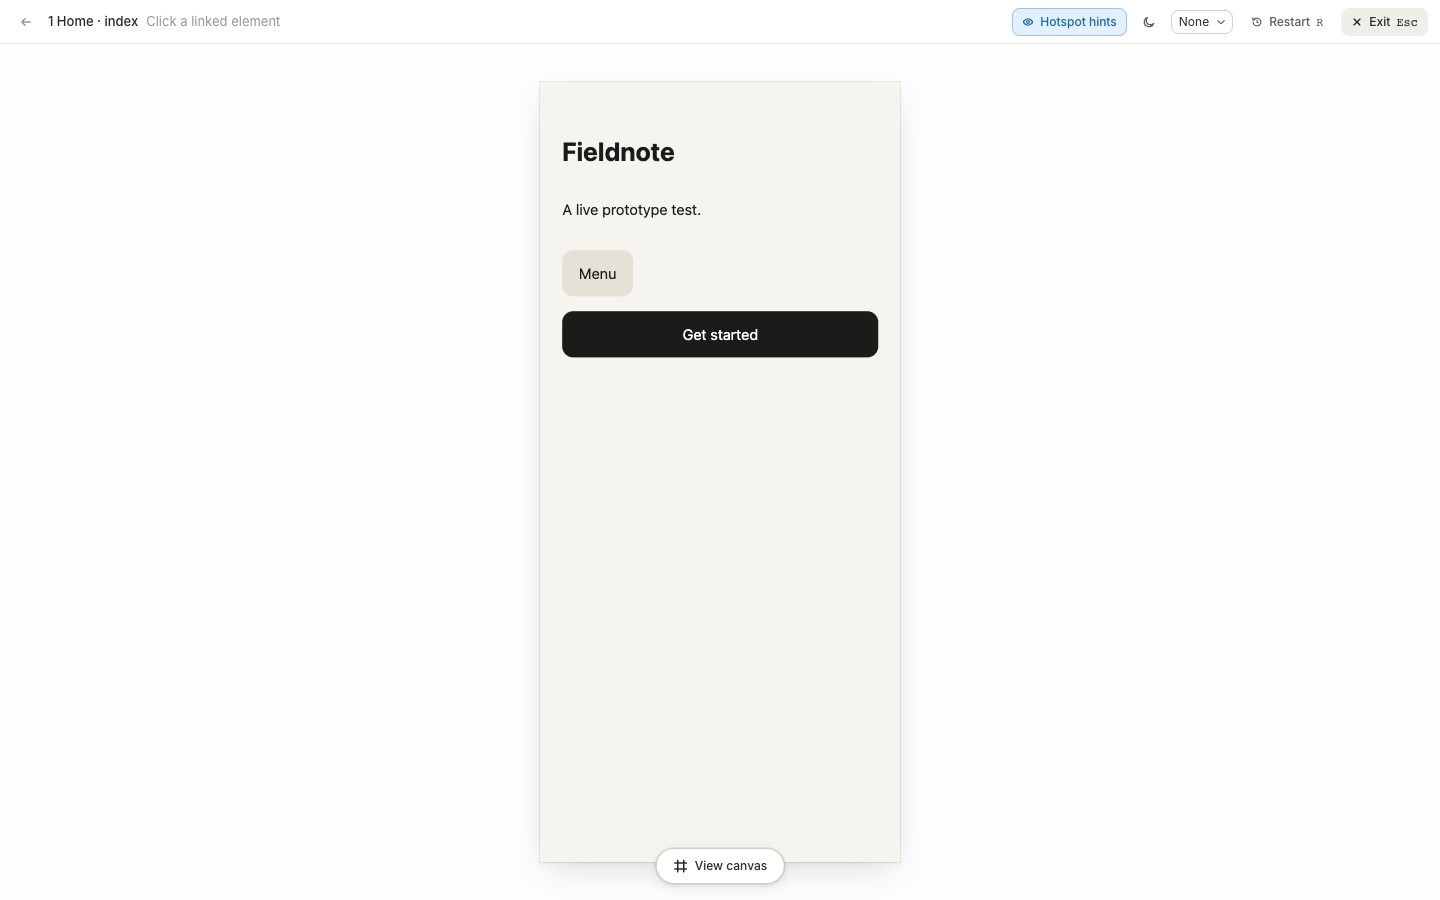 1 Home · index Click a linked element
Hotspot hints
None
Restart R
Exit Esc
Fieldnote
A live prototype test.
Menu
Get started
View canvas